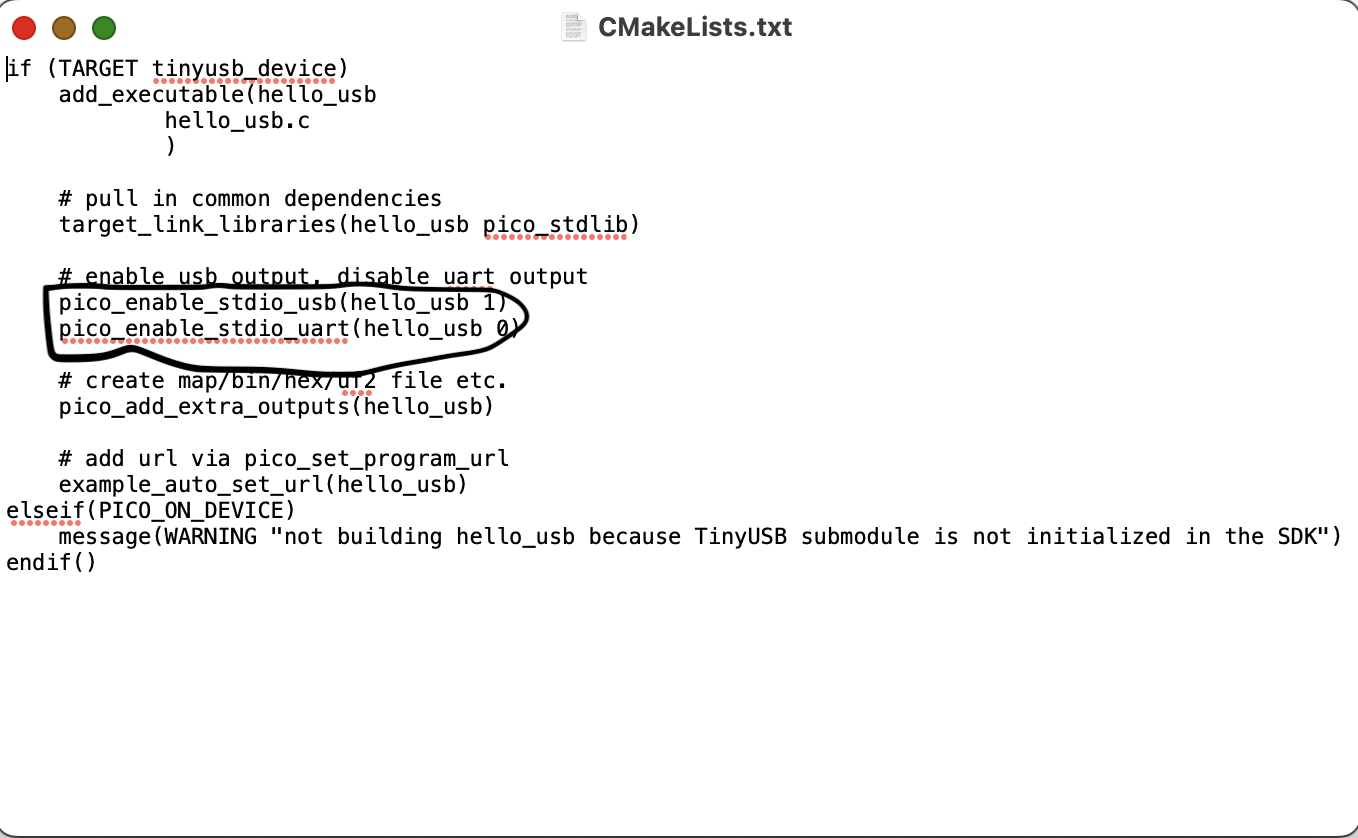 CMakeLists.txt
if (TARGET tinyusb_device)
    add_executable(hello_usb
            hello_usb.c
            )

    # pull in common dependencies
    target_link_libraries(hello_usb pico_stdlib)

    # enable usb output, disable uart output
    pico_enable_stdio_usb(hello_usb 1)
    pico_enable_stdio_uart(hello_usb 0)

    # create map/bin/hex/uf2 file etc.
    pico_add_extra_outputs(hello_usb)

    # add url via pico_set_program_url
    example_auto_set_url(hello_usb)
elseif(PICO_ON_DEVICE)
    message(WARNING "not building hello_usb because TinyUSB submodule is not initialized in the SDK")
endif()